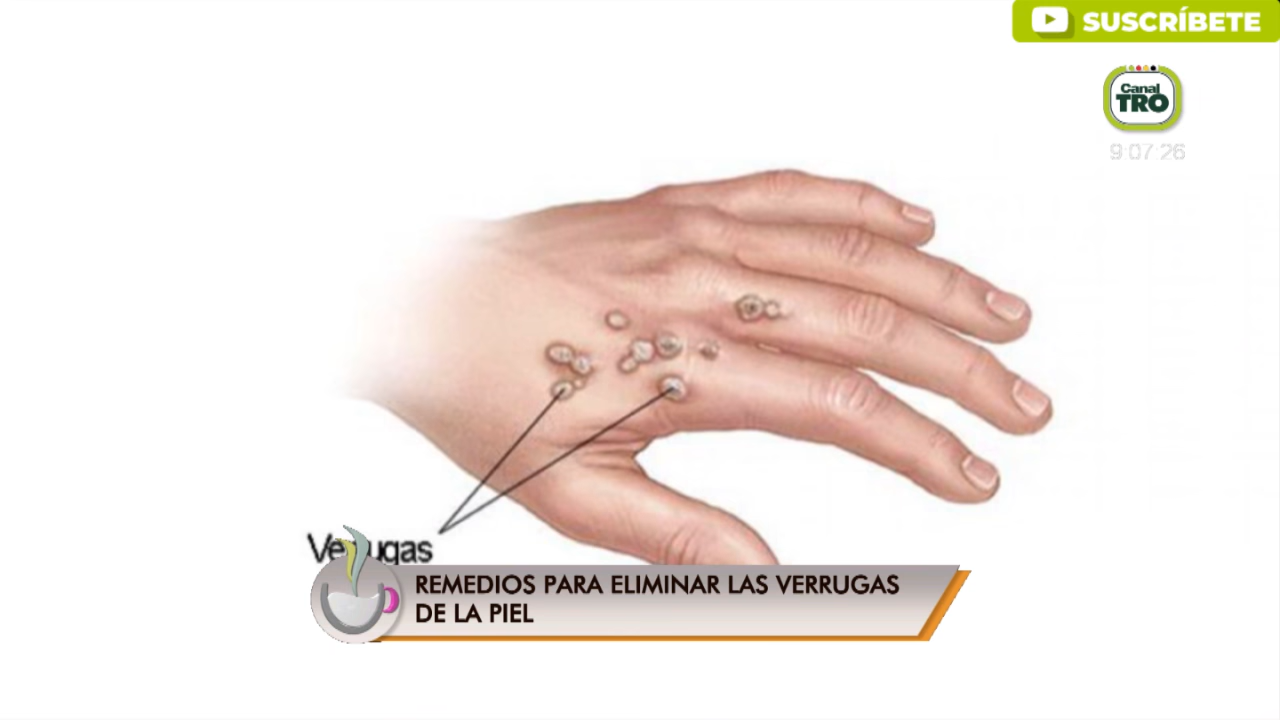 SUSCRÍBETE
Canal
TRO
9:07:26
Verrugas
REMEDIOS PARA ELIMINAR LAS VERRUGAS
DE LA PIEL